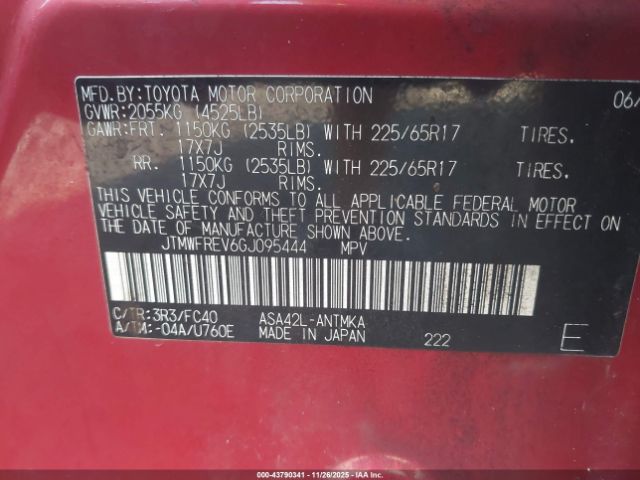 MFD.BY:TOYOTA MOTOR CORPORATION 06/
GVWR:2055KG (4525LB)
GAWR:FRT. 1150KG (2535LB) WITH 225/65R17 TIRES.
17X7J RIMS.
RR. 1150KG (2535LB) WITH 225/65R17 TIRES.
17X7J RIMS.
THIS VEHICLE CONFORMS TO ALL APPLICABLE FEDERAL MOTOR
VEHICLE SAFETY AND THEFT PREVENTION STANDARDS IN EFFECT ON
THE DATE OF MANUFACTURE SHOWN ABOVE.
JTMWFREV6GJ095444 MPV
C/TR:3R3/FC40 ASA42L-ANTMKA
A/TM:-04A/U760E MADE IN JAPAN 222 E
000-43790341 - 11/26/2025 - IAAI.com